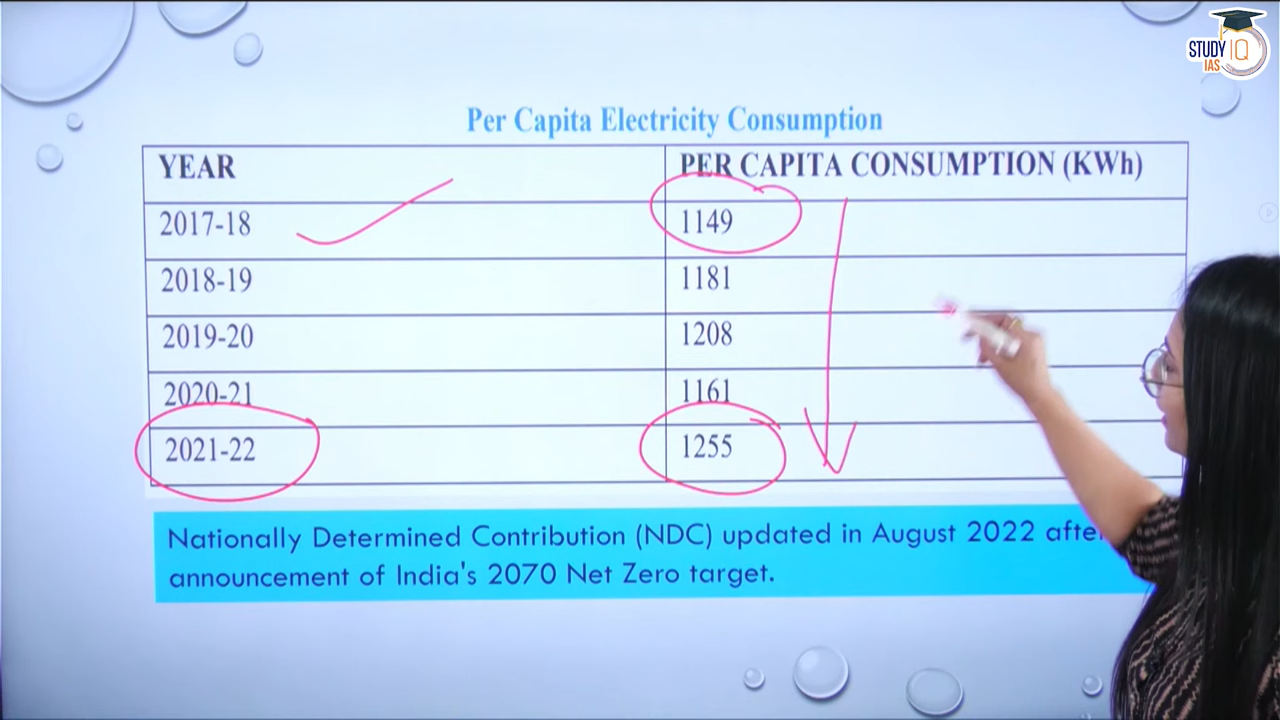 STUDY IQ
IAS
Per Capita Electricity Consumption
YEAR PER CAPITA CONSUMPTION (KWh)
2017-18 1149
2018-19 1181
2019-20 1208
2020-21 1161
2021-22 1255
Nationally Determined Contribution (NDC) updated in August 2022 after
announcement of India's 2070 Net Zero target.